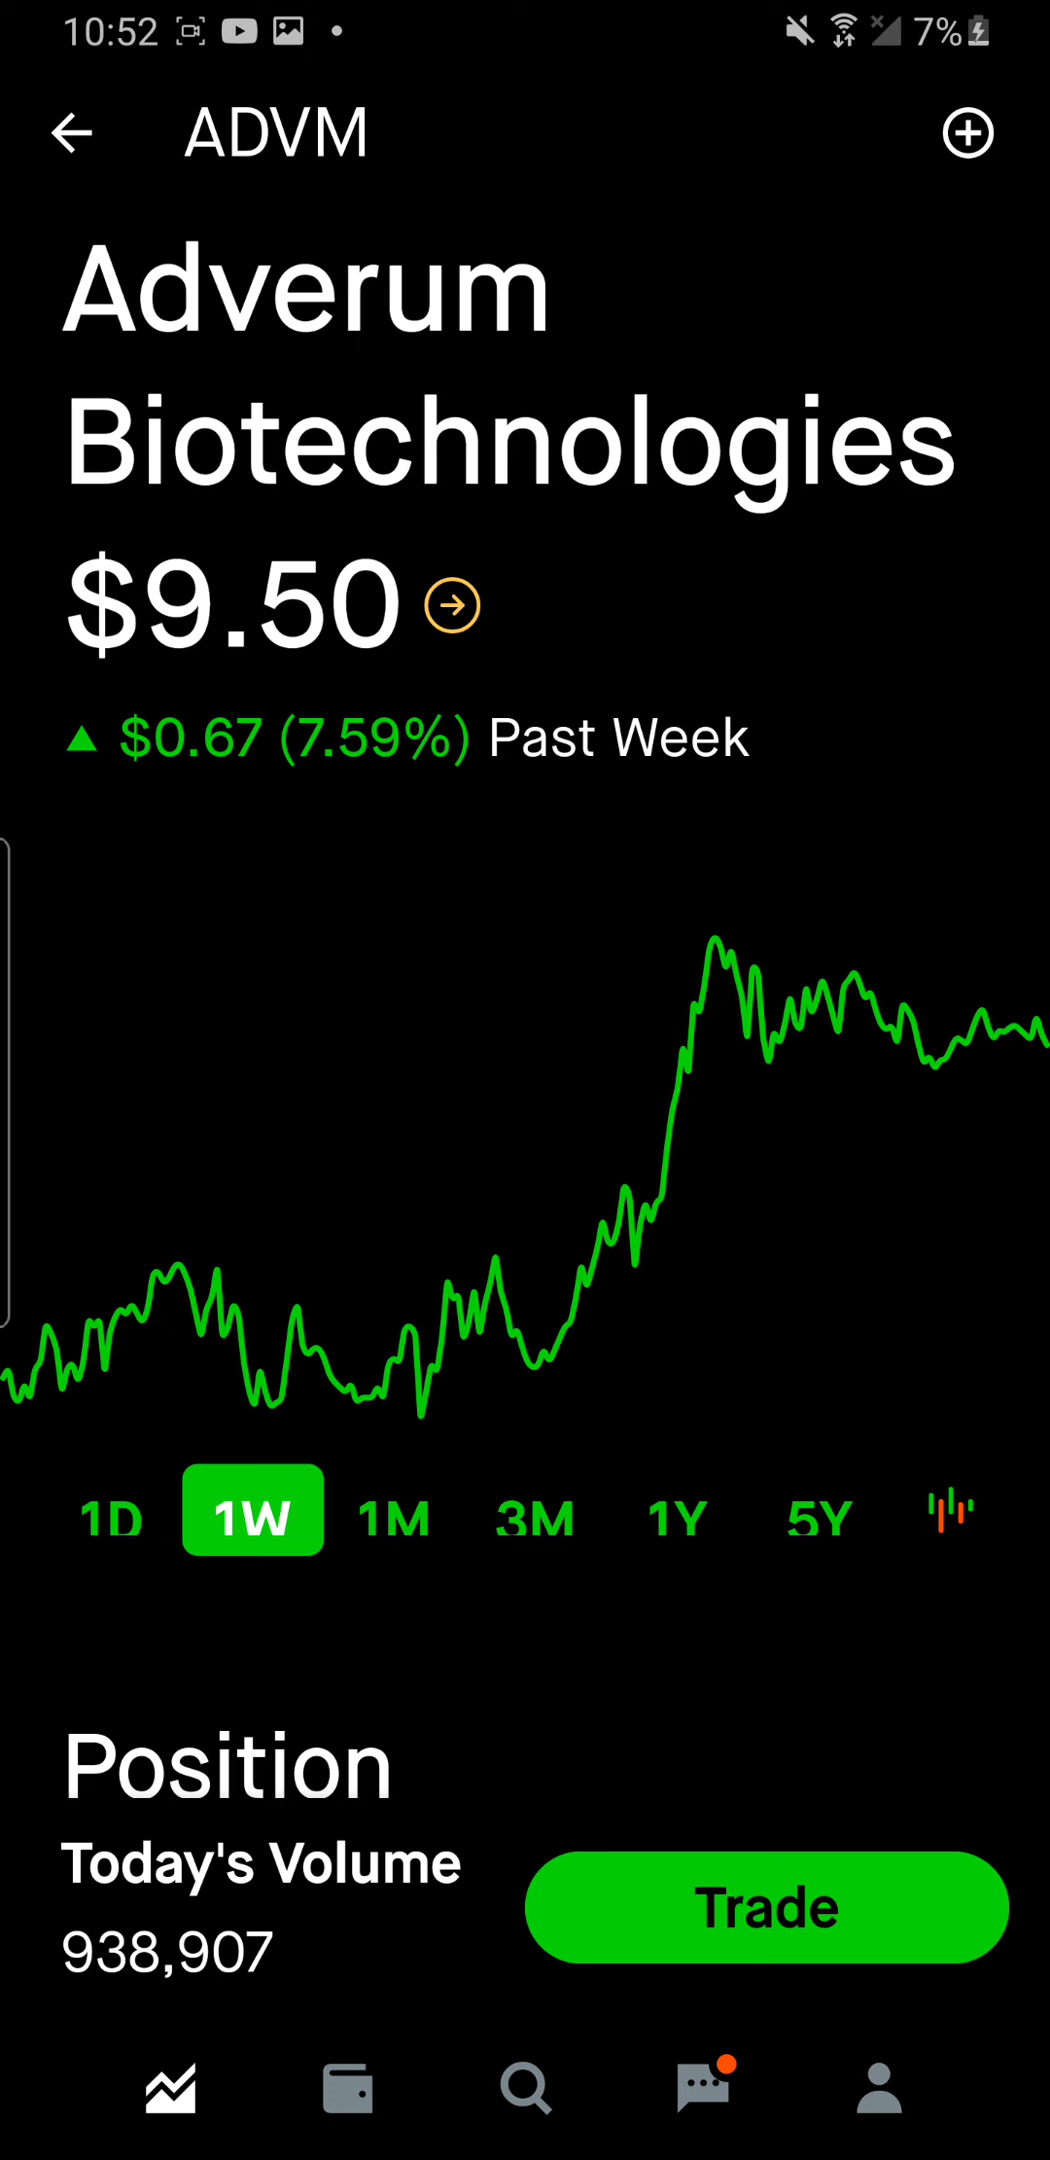 10:52 7%
ADVM
Adverum
Biotechnologies
$9.50
$0.67 (7.59%) Past Week
1D 1W 1M 3M 1Y 5Y
Position
Today's Volume
938,907
Trade